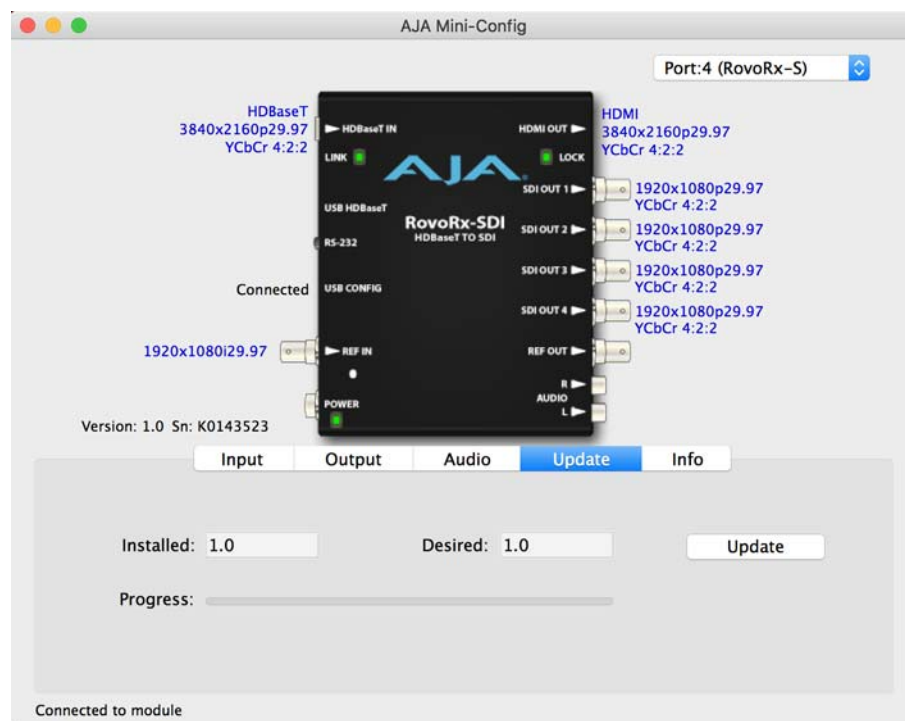 AJA Mini-Config
Port:4 (RovoRx-S)
HDBaseT
3840x2160p29.97
YCbCr 4:2:2
HDBaseT IN
LINK
USB HDBaseT
RS-232
Connected
USB CONFIG
1920x1080i29.97
REF IN
POWER
Version: 1.0 Sn: K0143523
AJA
RovoRx-SDI
HDBaseT TO SDI
HDMI OUT
LOCK
SDI OUT 1
SDI OUT 2
SDI OUT 3
SDI OUT 4
REF OUT
R
AUDIO
L
HDMI
3840x2160p29.97
YCbCr 4:2:2
1920x1080p29.97
YCbCr 4:2:2
1920x1080p29.97
YCbCr 4:2:2
1920x1080p29.97
YCbCr 4:2:2
1920x1080p29.97
YCbCr 4:2:2
Input Output Audio Update Info
Installed: 1.0 Desired: 1.0 Update
Progress:
Connected to module